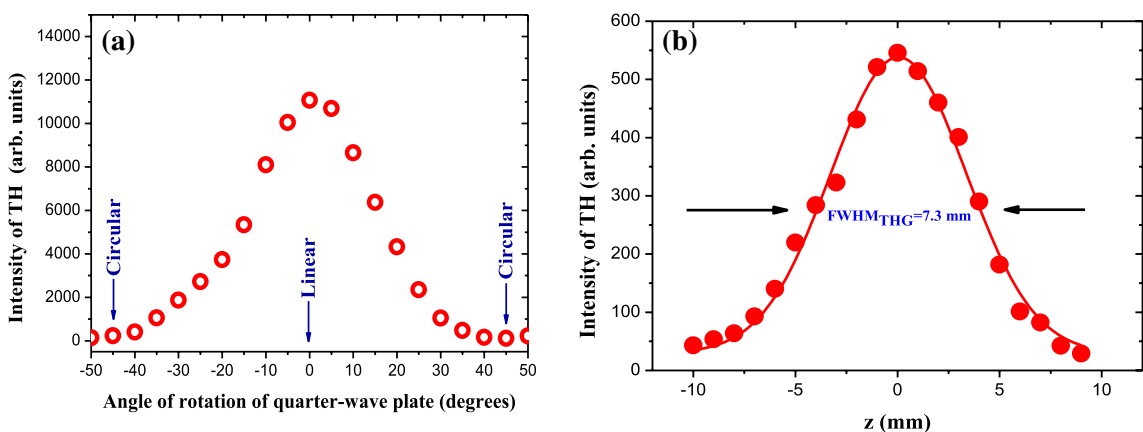 (a)
14000
12000
10000
8000
6000
4000
2000
0
Intensity of TH (arb. units)
Circular
Linear
Circular
-50 -40 -30 -20 -10 0 10 20 30 40 50
Angle of rotation of quarter-wave plate (degrees)
(b)
600
500
400
300
200
100
0
Intensity of TH (arb. units)
FWHM_THG=7.3 mm
-10 -5 0 5 10
z (mm)